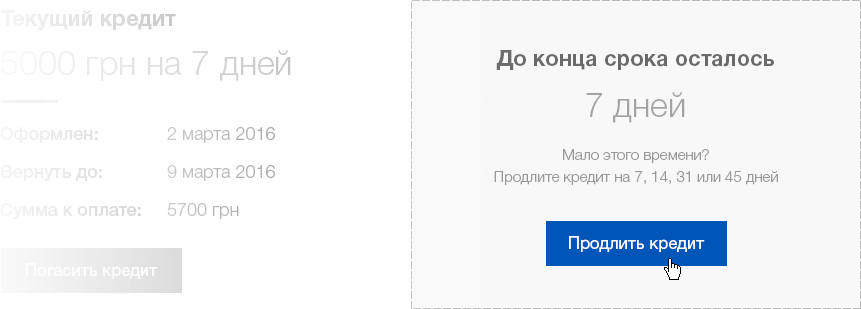 Текущий кредит
5000 грн на 7 дней
Оформлен: 2 марта 2016
Вернуть до: 9 марта 2016
Сумма к оплате: 5700 грн
Погасить кредит
До конца срока осталось
7 дней
Мало этого времени?
Продлите кредит на 7, 14, 31 или 45 дней
Продлить кредит